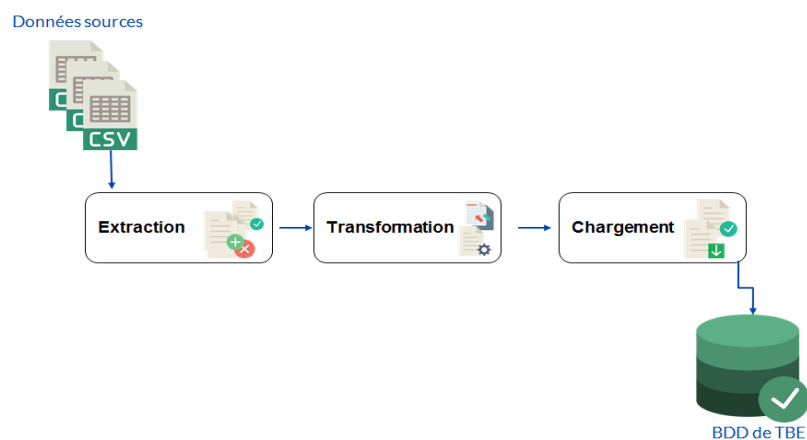 Données sources
C
C
CSV
Extraction
Transformation
Chargement
BDD de TBE